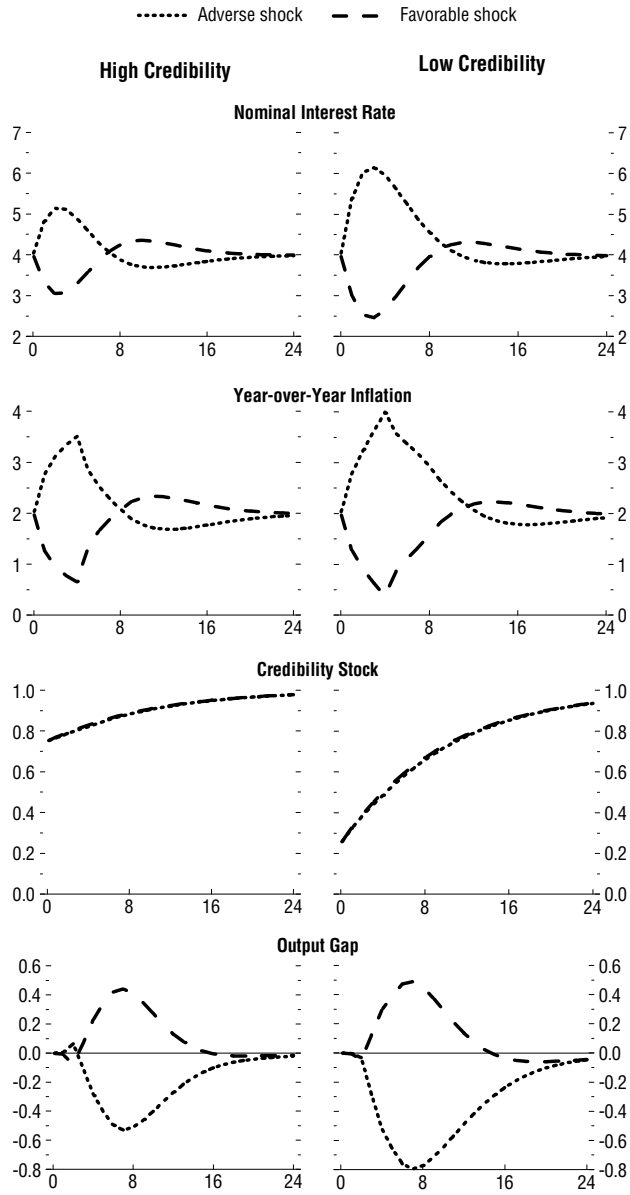 Adverse shock Favorable shock
High Credibility Low Credibility
Nominal Interest Rate
7 7
6 6
5 5
4 4
3 3
2 2
0 8 16 24 0 8 16 24
Year-over-Year Inflation
4 4
3 3
2 2
1 1
0 0
0 8 16 24 0 8 16 24
Credibility Stock
1.0 1.0
0.8 0.8
0.6 0.6
0.4 0.4
0.2 0.2
0.0 0.0
0 8 16 24 0 8 16 24
Output Gap
0.6 0.6
0.4 0.4
0.2 0.2
0.0 0.0
-0.2 -0.2
-0.4 -0.4
-0.6 -0.6
-0.8 -0.8
0 8 16 24 0 8 16 24